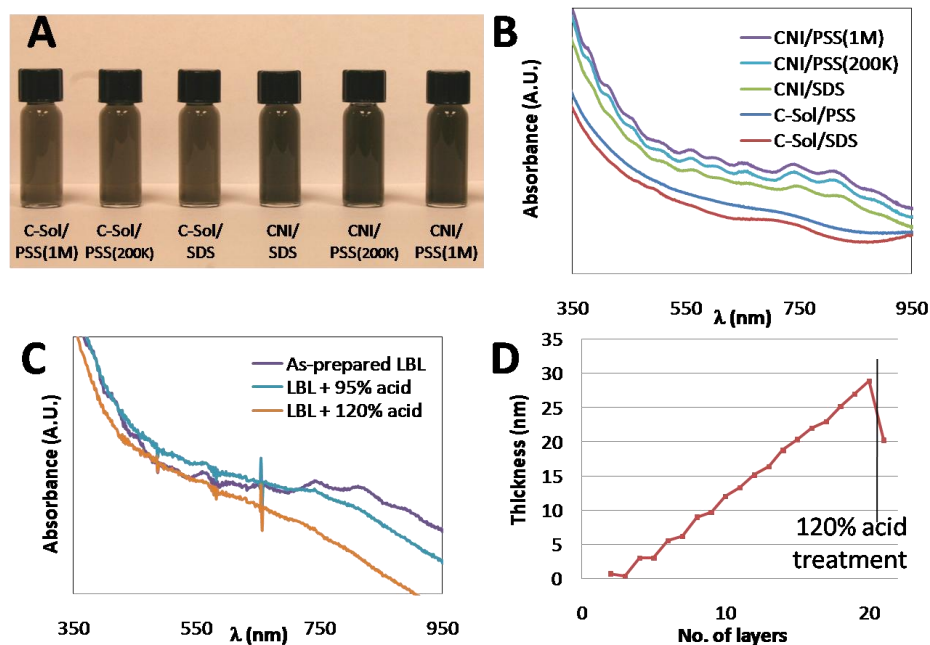 A
C-Sol/ C-Sol/ C-Sol/ CNI/ CNI/ CNI/
PSS(1M) PSS(200K) SDS SDS PSS(200K) PSS(1M)
B
CNI/PSS(1M)
CNI/PSS(200K)
CNI/SDS
C-Sol/PSS
C-Sol/SDS
Absorbance (A.U.)
350 550 750 950
λ (nm)
C
As-prepared LBL
LBL + 95% acid
LBL + 120% acid
Absorbance (A.U.)
350 550 750 950
λ (nm)
D
35
30
25
20
15
10
5
0
Thickness (nm)
120% acid
treatment
0 10 20
No. of layers